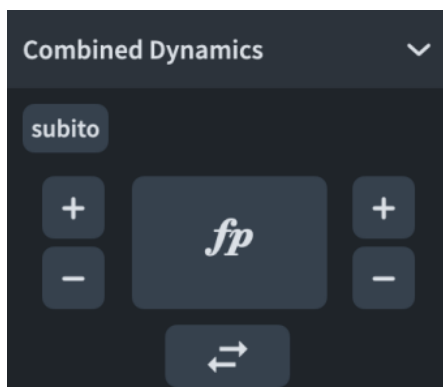 Combined Dynamics
subito
+ fp +
− −